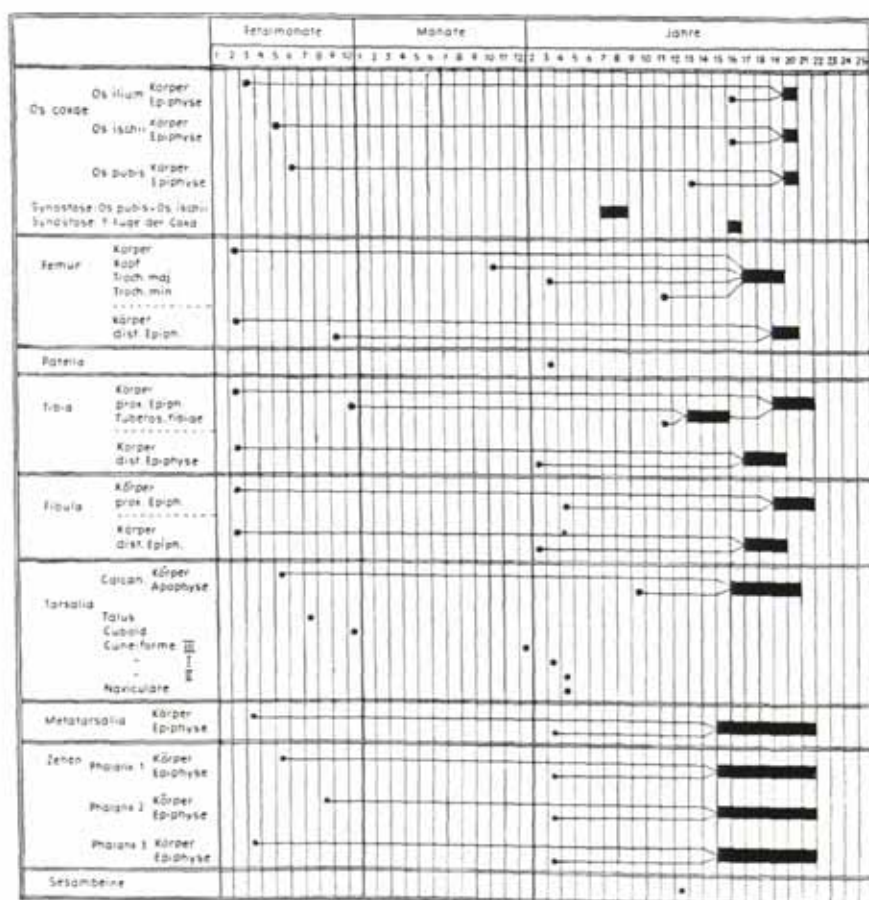 Fetalmonate Monate Jahre
1 2 3 4 5 6 7 8 9 10 1 2 3 4 5 6 7 8 9 10 11 12 2 3 4 5 6 7 8 9 10 11 12 13 14 15 16 17 18 19 20 21 22 23 24 25
Os coxae
Os ilium Körper
Epiphyse
Os ischii Körper
Epiphyse
Os pubis Körper
Epiphyse
Synostose: Os pubis - Os ischii
Synostose: Y-Fuge der Coxa
Femur
Körper
Kopf
Troch. maj
Troch. min
Körper
dist. Epiph.
Patella
Tibia
Körper
prox. Epiph.
Tuberos. tibiae
Körper
dist. Epiphyse
Fibula
Körper
prox. Epiph.
Körper
dist. Epiph.
Tarsalia
Calcan. Körper
Apophyse
Talus
Cuboid
Cuneiforme III
" I
" II
Naviculare
Metatarsalia Körper
Epiphyse
Zehen Phalanx 1 Körper
Epiphyse
Phalanx 2 Körper
Epiphyse
Phalanx 3 Körper
Epiphyse
Sesambeine